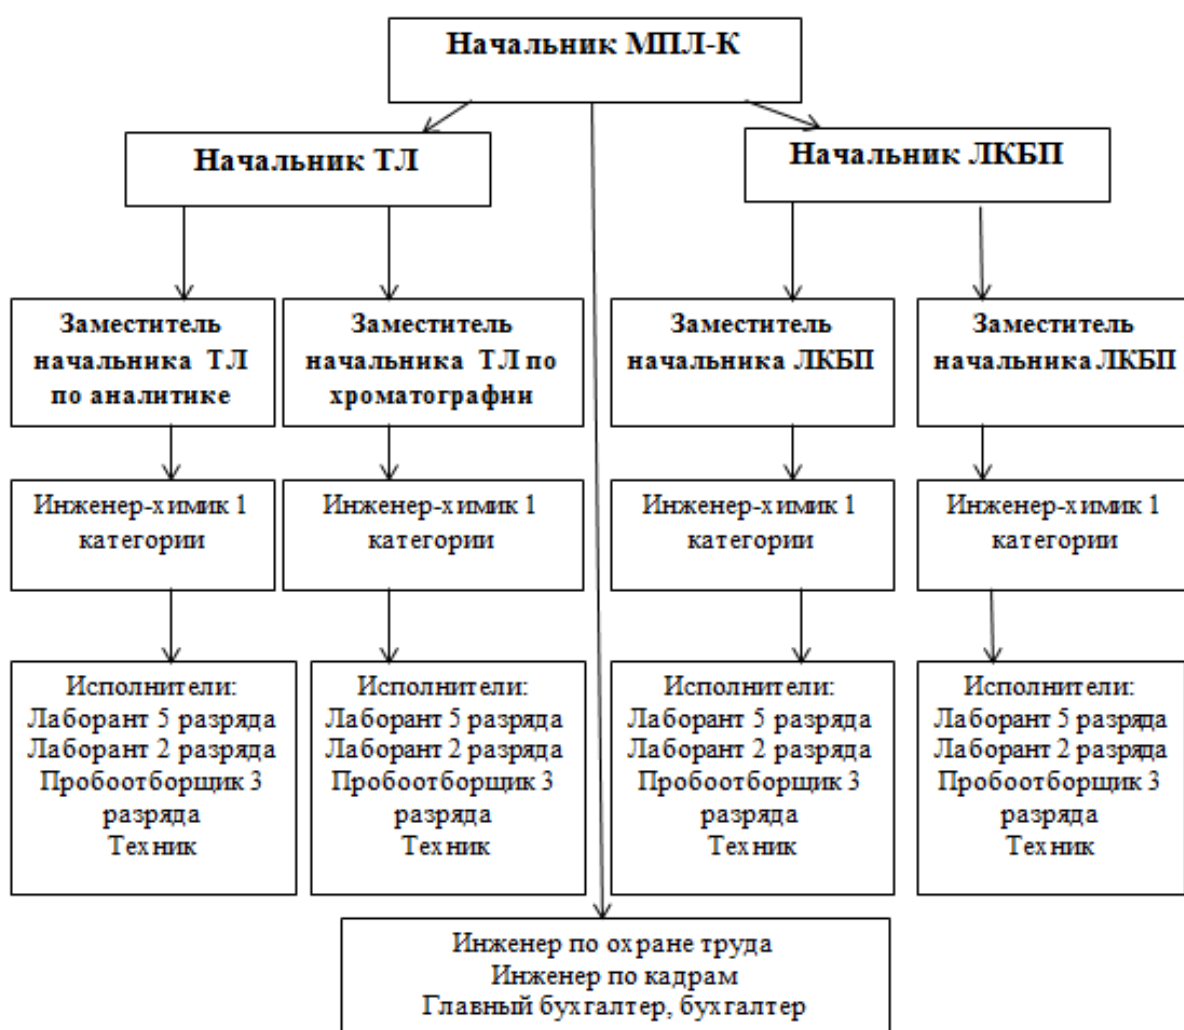 Начальник МПЛ-К
Начальник ТЛ
Начальник ЛКБП
Заместитель
начальника ТЛ
по аналитике
Заместитель
начальника ТЛ по
хроматографии
Заместитель
начальника ЛКБП
Заместитель
начальника ЛКБП
Инженер-химик 1
категории
Инженер-химик 1
категории
Инженер-химик 1
категории
Инженер-химик 1
категории
Исполнители:
Лаборант 5 разряда
Лаборант 2 разряда
Пробоотборщик 3
разряда
Техник
Исполнители:
Лаборант 5 разряда
Лаборант 2 разряда
Пробоотборщик 3
разряда
Техник
Исполнители:
Лаборант 5 разряда
Лаборант 2 разряда
Пробоотборщик 3
разряда
Техник
Исполнители:
Лаборант 5 разряда
Лаборант 2 разряда
Пробоотборщик 3
разряда
Техник
Инженер по охране труда
Инженер по кадрам
Главный бухгалтер, бухгалтер